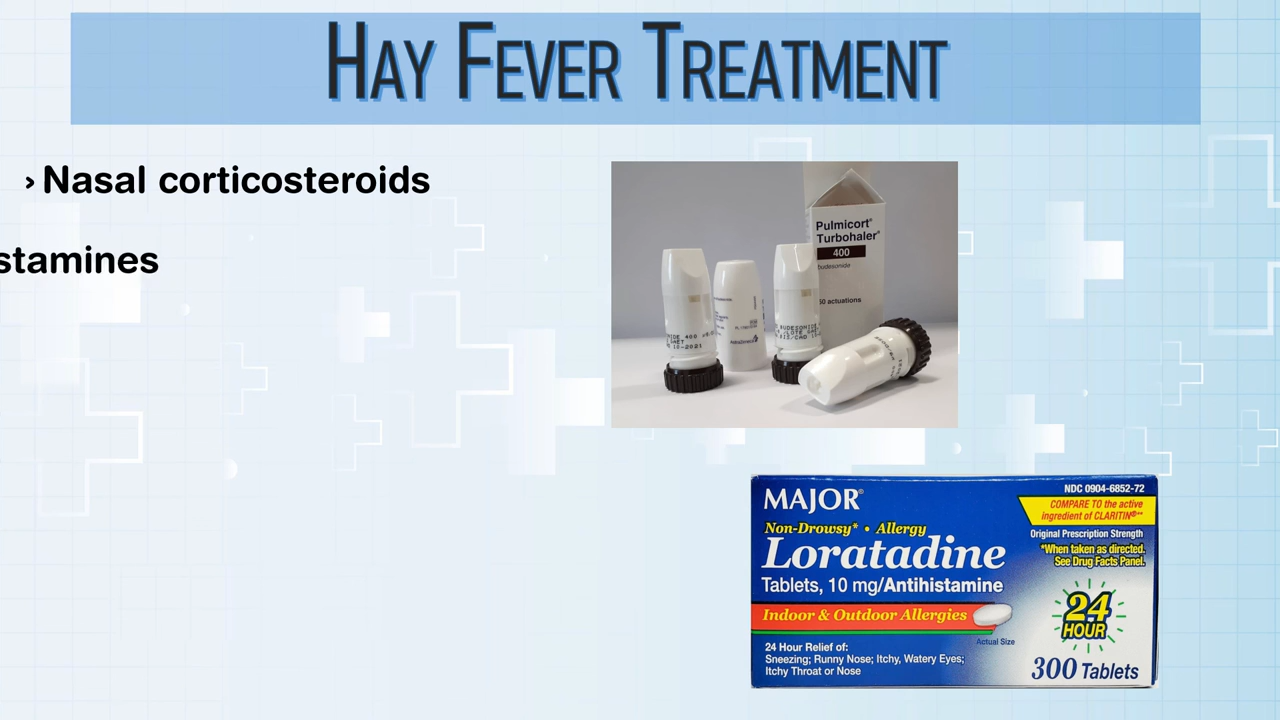 HAY FEVER TREATMENT
› Nasal corticosteroids
stamines
Pulmicort®
Turbohaler®
400
budesonide
50 actuations
MAJOR®
NDC 0904-6852-72
COMPARE TO the active
ingredient of CLARITIN®**
Non-Drowsy* • Allergy
Original Prescription Strength
Loratadine
*When taken as directed.
See Drug Facts Panel.
Tablets, 10 mg/Antihistamine
Indoor & Outdoor Allergies
24
HOUR
Actual Size
24 Hour Relief of:
Sneezing; Runny Nose; Itchy, Watery Eyes;
Itchy Throat or Nose
300 Tablets